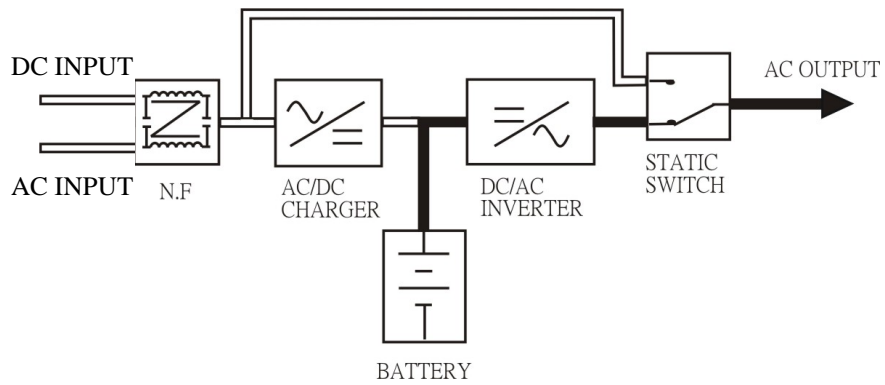 DC INPUT
AC OUTPUT
AC INPUT
N.F
AC/DC
CHARGER
DC/AC
INVERTER
STATIC
SWITCH
BATTERY